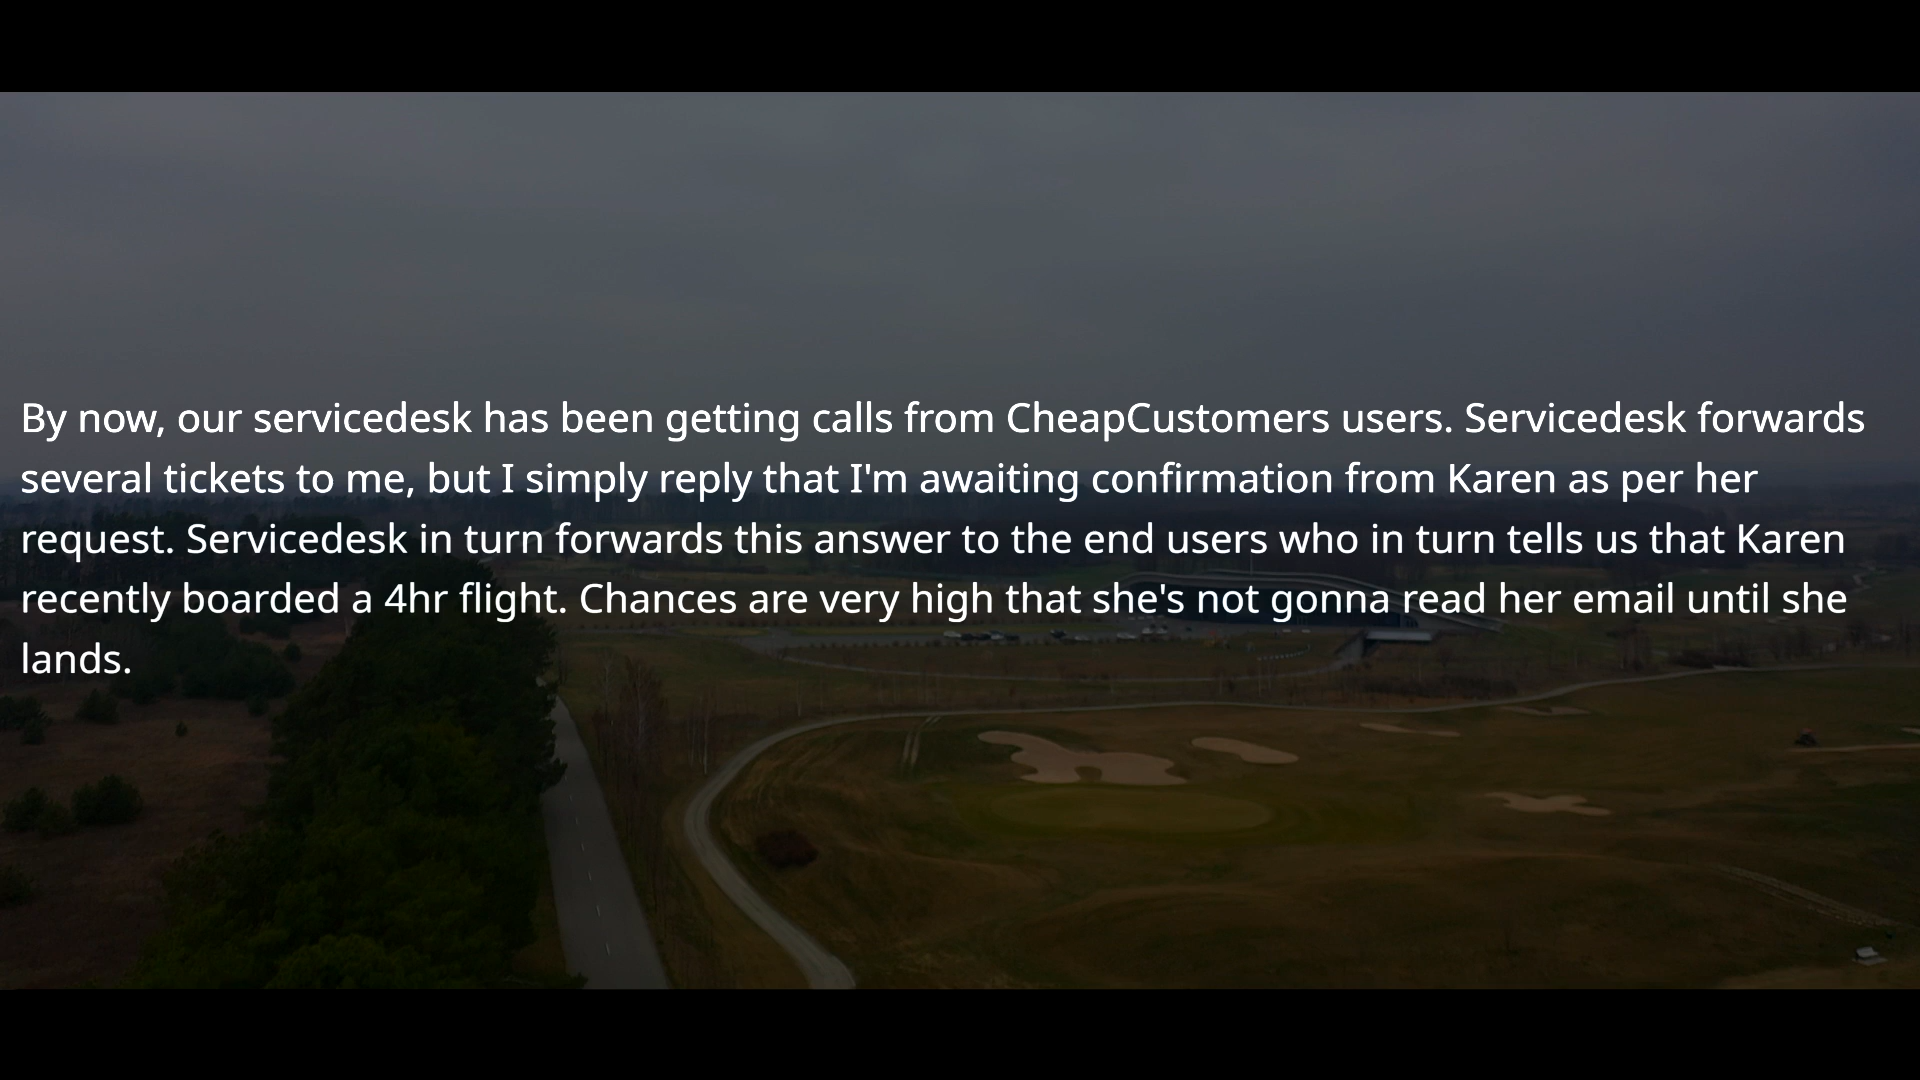 By now, our servicedesk has been getting calls from CheapCustomers users. Servicedesk forwards
several tickets to me, but I simply reply that I'm awaiting confirmation from Karen as per her
request. Servicedesk in turn forwards this answer to the end users who in turn tells us that Karen
recently boarded a 4hr flight. Chances are very high that she's not gonna read her email until she
lands.